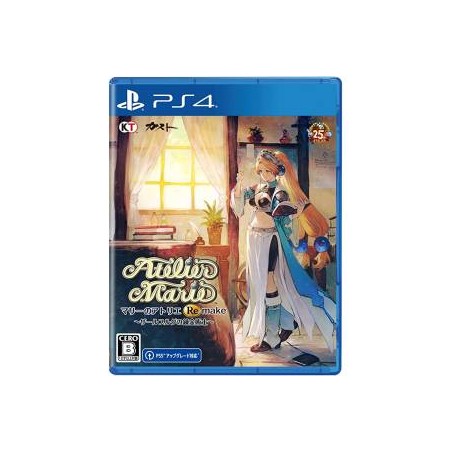 PS4
KT ガスト
25th
Atelier
Marie
マリーのアトリエ Remake
～ザールブルグの錬金術士～
CERO
B
PS5 アップグレード対応